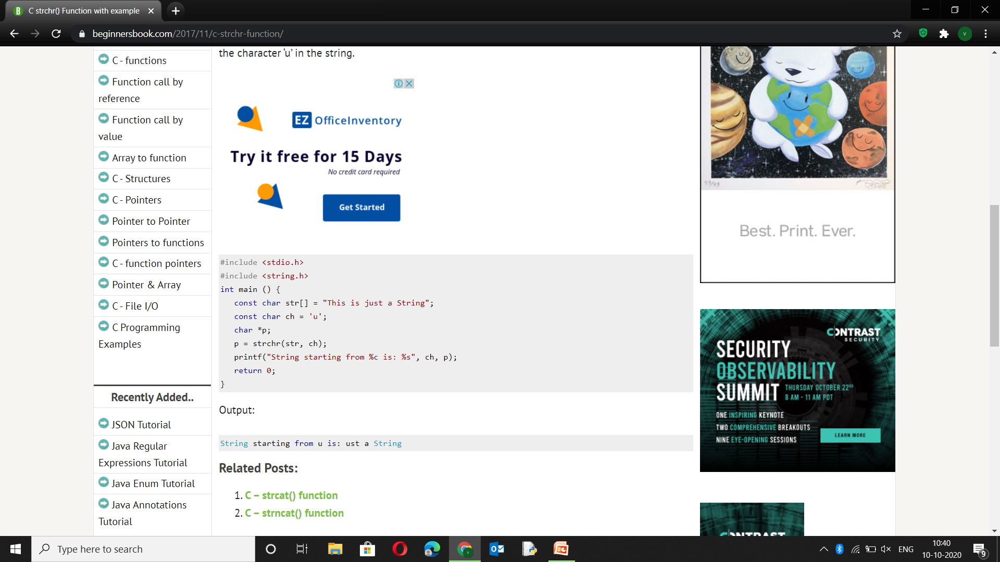 C strchr() Function with example
beginnersbook.com/2017/11/c-strchr-function/
V
C - functions
Function call by
reference
Function call by
value
Array to function
C - Structures
C - Pointers
Pointer to Pointer
Pointers to functions
C - function pointers
Pointer & Array
C - File I/O
C Programming
Examples
Recently Added..
JSON Tutorial
Java Regular
Expressions Tutorial
Java Enum Tutorial
Java Annotations
Tutorial
the character ‘u’ in the string.
EZ OfficeInventory
Try it free for 15 Days
No credit card required
Get Started
#include <stdio.h>
#include <string.h>
int main () {
   const char str[] = "This is just a String";
   const char ch = 'u';
   char *p;
   p = strchr(str, ch);
   printf("String starting from %c is: %s", ch, p);
   return 0;
}
Output:
String starting from u is: ust a String
Related Posts:
1. C – strcat() function
2. C – strncat() function
Best. Print. Ever.
CONTRAST
SECURITY
SECURITY
OBSERVABILITY
SUMMIT
THURSDAY OCTOBER 22ND
8 AM - 11 AM PDT
ONE INSPIRING KEYNOTE
TWO COMPREHENSIVE BREAKOUTS
NINE EYE-OPENING SESSIONS
LEARN MORE
CONTRAST
Type here to search
ENG
10:40
10-10-2020
9